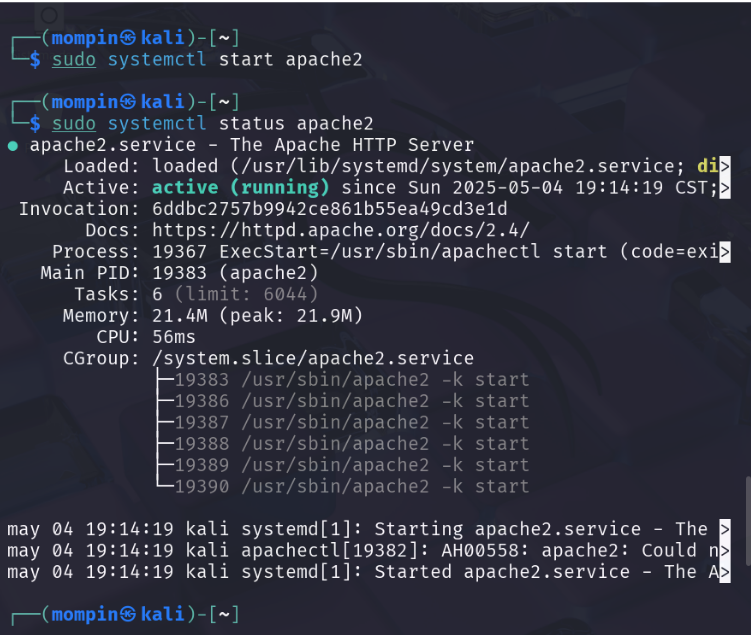 ┌──(mompin㉿kali)-[~]
└─$ sudo systemctl start apache2
┌──(mompin㉿kali)-[~]
└─$ sudo systemctl status apache2
● apache2.service - The Apache HTTP Server
Loaded: loaded (/usr/lib/systemd/system/apache2.service; di>
Active: active (running) since Sun 2025-05-04 19:14:19 CST;>
Invocation: 6ddbc2757b9942ce861b55ea49cd3e1d
Docs: https://httpd.apache.org/docs/2.4/
Process: 19367 ExecStart=/usr/sbin/apachectl start (code=exi>
Main PID: 19383 (apache2)
Tasks: 6 (limit: 6044)
Memory: 21.4M (peak: 21.9M)
CPU: 56ms
CGroup: /system.slice/apache2.service
├─19383 /usr/sbin/apache2 -k start
├─19386 /usr/sbin/apache2 -k start
├─19387 /usr/sbin/apache2 -k start
├─19388 /usr/sbin/apache2 -k start
├─19389 /usr/sbin/apache2 -k start
└─19390 /usr/sbin/apache2 -k start
may 04 19:14:19 kali systemd[1]: Starting apache2.service - The >
may 04 19:14:19 kali apachectl[19382]: AH00558: apache2: Could n>
may 04 19:14:19 kali systemd[1]: Started apache2.service - The A>
┌──(mompin㉿kali)-[~]